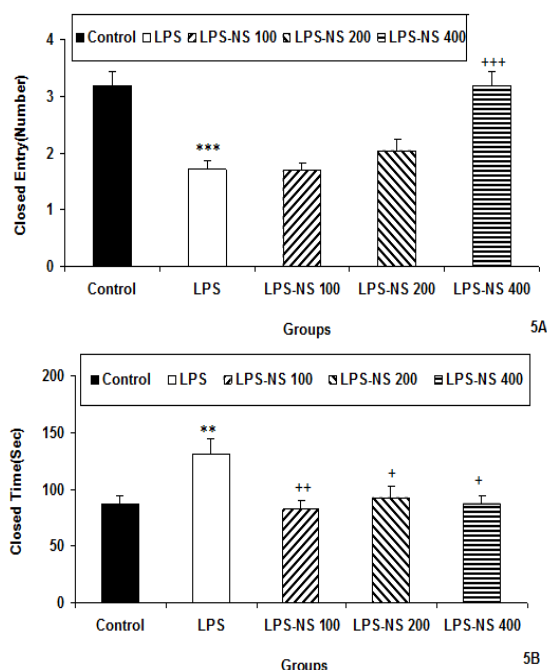 Control LPS LPS-NS 100 LPS-NS 200 LPS-NS 400
Closed Entry(Number)
4
3
2
1
0
***
+++
Control LPS LPS-NS 100 LPS-NS 200 LPS-NS 400
Groups
5A
Control LPS LPS-NS 100 LPS-NS 200 LPS-NS 400
Closed Time(Sec)
200
150
100
50
0
**
++
+
+
Control LPS LPS-NS 100 LPS-NS 200 LPS-NS 400
Groups
5B